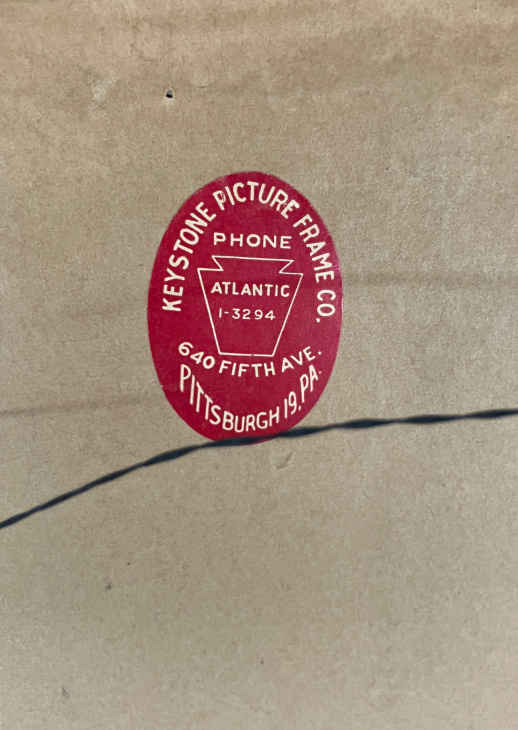 KEYSTONE PICTURE FRAME CO.
PHONE
ATLANTIC
1-3294
640 FIFTH AVE.
PITTSBURGH 19, PA.